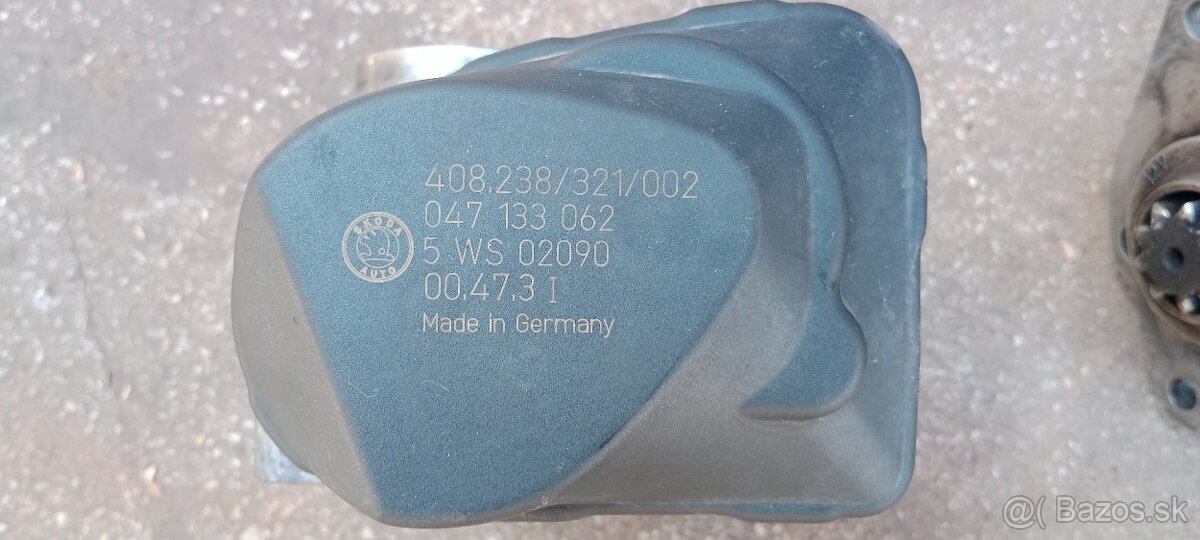 408.238/321/002
047 133 062
ŠKODA
AUTO
5 WS 02090
00.47.3 I
Made in Germany
@( Bazos.sk